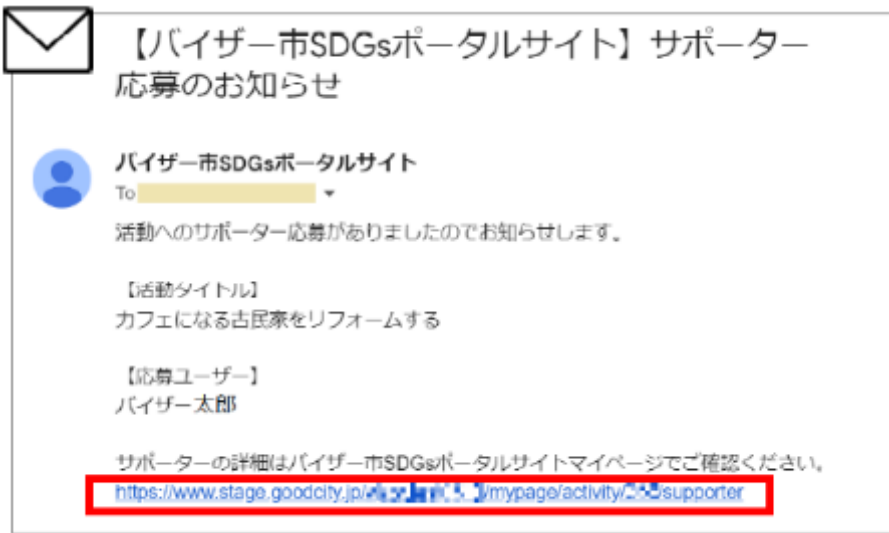 【バイザー市SDGsポータルサイト】サポーター
応募のお知らせ
バイザー市SDGsポータルサイト
To
活動へのサポーター応募がありましたのでお知らせします。
【活動タイトル】
カフェになる古民家をリフォームする
【応募ユーザー】
バイザー太郎
サポーターの詳細はバイザー市SDGsポータルサイトマイページでご確認ください。
https://www.stage.goodcity.jp/ /mypage/activity/ /supporter